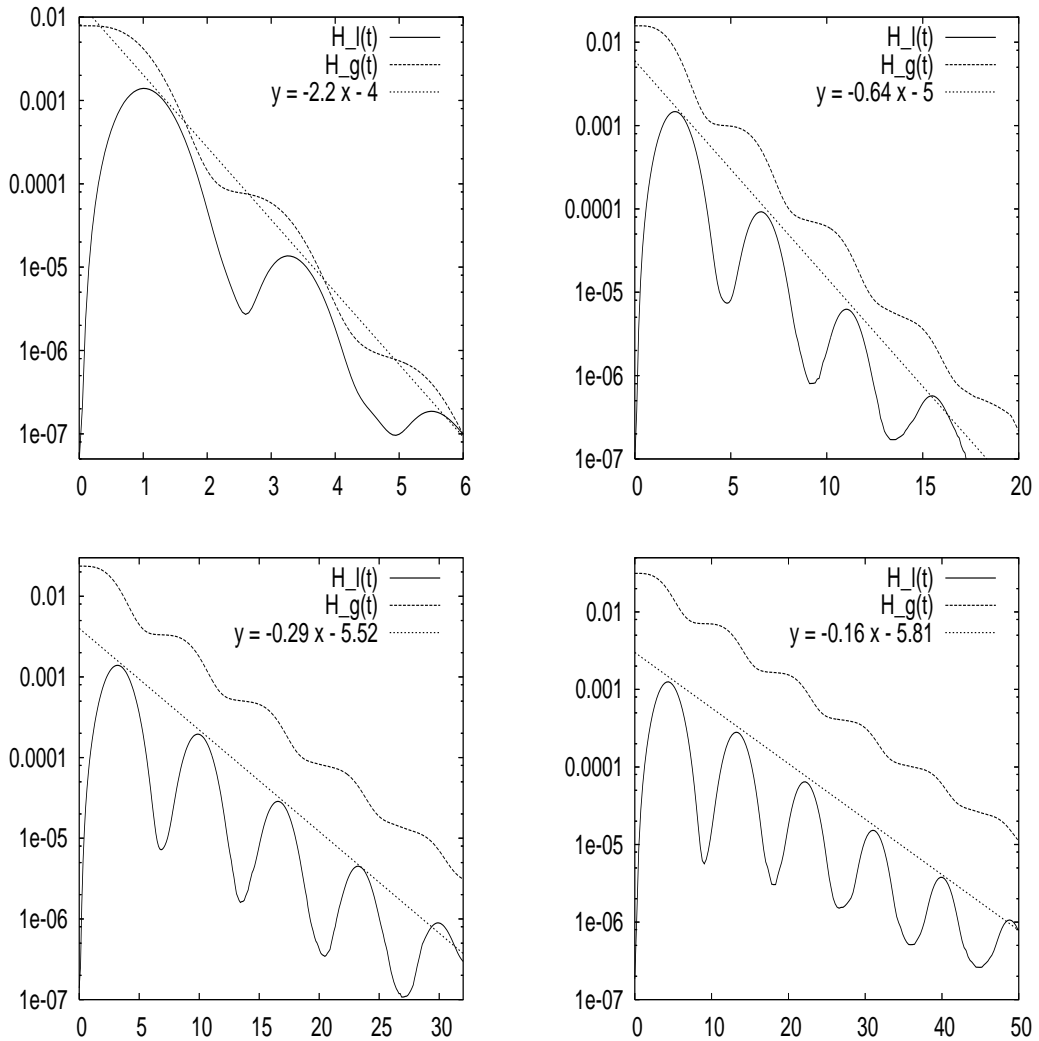 0.01
0.001
0.0001
1e-05
1e-06
1e-07
0 1 2 3 4 5 6
H_l(t)
H_g(t)
y = -2.2 x - 4
0.01
0.001
0.0001
1e-05
1e-06
1e-07
0 5 10 15 20
H_l(t)
H_g(t)
y = -0.64 x - 5
0.01
0.001
0.0001
1e-05
1e-06
1e-07
0 5 10 15 20 25 30
H_l(t)
H_g(t)
y = -0.29 x - 5.52
0.01
0.001
0.0001
1e-05
1e-06
1e-07
0 10 20 30 40 50
H_l(t)
H_g(t)
y = -0.16 x - 5.81